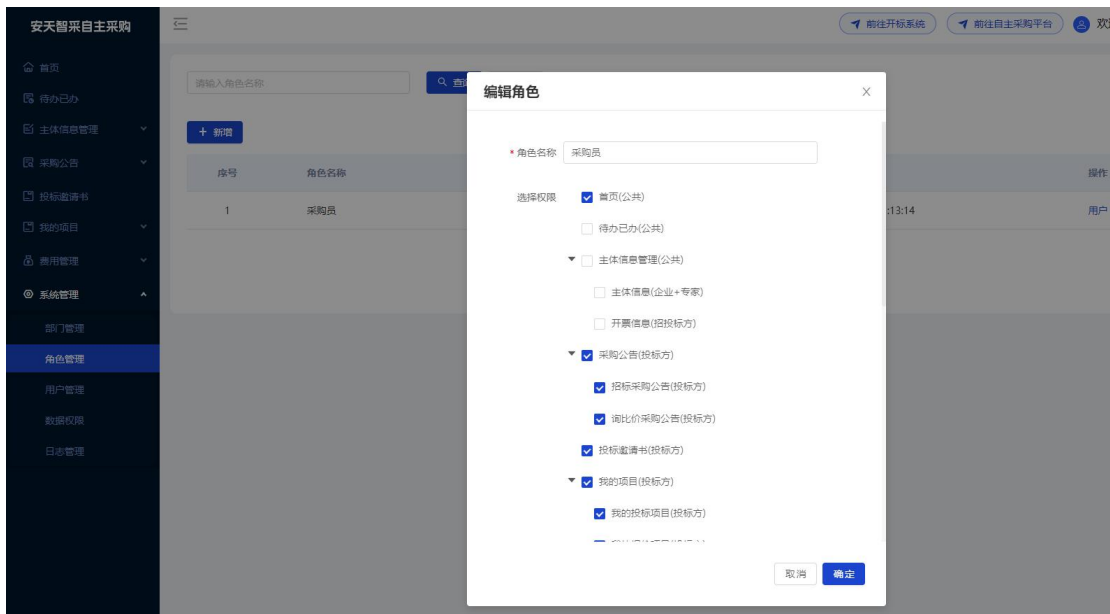 安天智采自主采购
前往开标系统
前往自主采购平台
欢
首页
待办已办
主体信息管理
采购公告
投标邀请书
我的项目
费用管理
系统管理
部门管理
角色管理
用户管理
数据权限
日志管理
请输入角色名称
新增
序号 角色名称 操作
1 采购员 :13:14 用户
编辑角色
* 角色名称 采购员
选择权限 首页(公共)
待办已办(公共)
主体信息管理(公共)
主体信息(企业+专家)
开票信息(招投标方)
采购公告(投标方)
招标采购公告(投标方)
询比价采购公告(投标方)
投标邀请书(投标方)
我的项目(投标方)
我的投标项目(投标方)
取消 确定